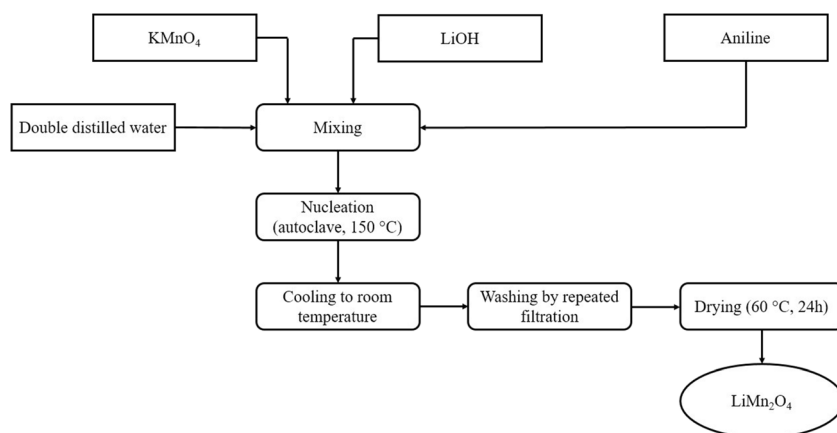 KMnO₄
LiOH
Aniline
Double distilled water
Mixing
Nucleation
(autoclave, 150 °C)
Cooling to room
temperature
Washing by repeated
filtration
Drying (60 °C, 24h)
LiMn₂O₄